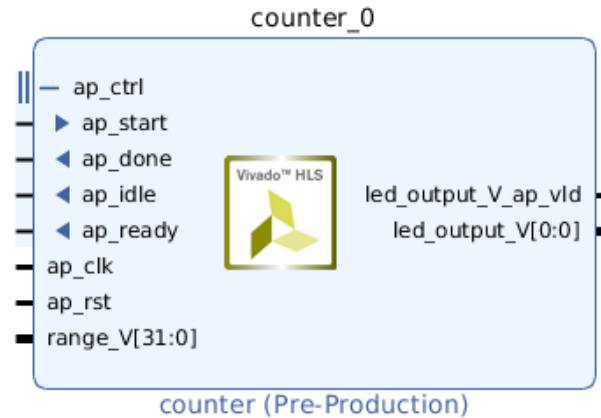 counter_0
ap_ctrl
ap_start
ap_done
ap_idle
ap_ready
ap_clk
ap_rst
range_V[31:0]
Vivado™ HLS
led_output_V_ap_vld
led_output_V[0:0]
counter (Pre-Production)